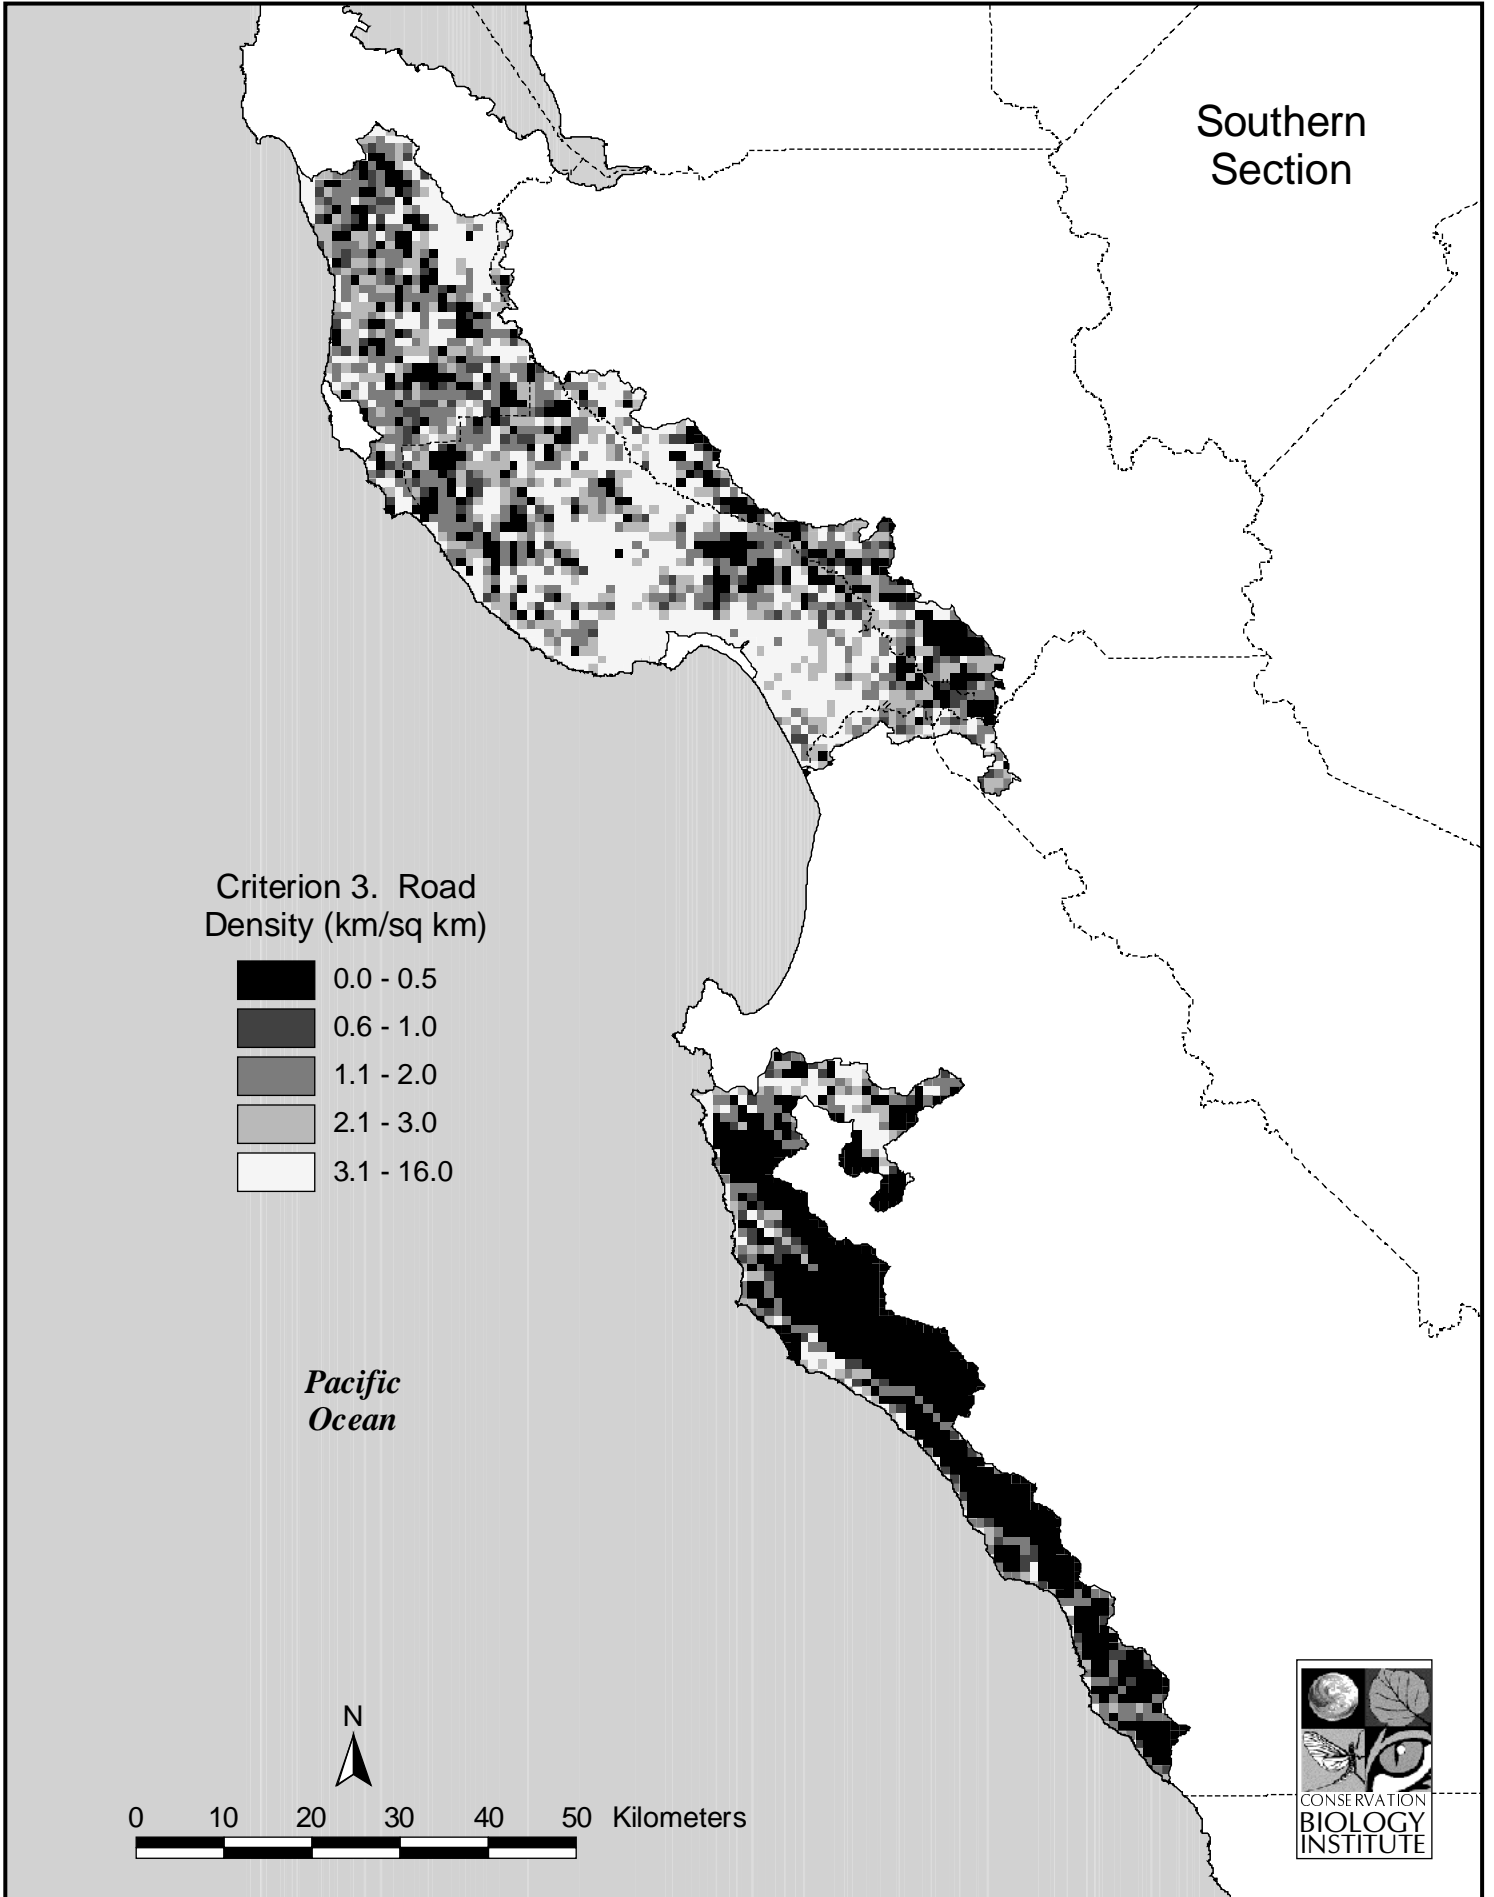 Southern
Section
Criterion 3. Road
Density (km/sq km)
0.0 - 0.5
0.6 - 1.0
1.1 - 2.0
2.1 - 3.0
3.1 - 16.0
Pacific
Ocean
N
0 10 20 30 40 50 Kilometers
CONSERVATION
BIOLOGY
INSTITUTE